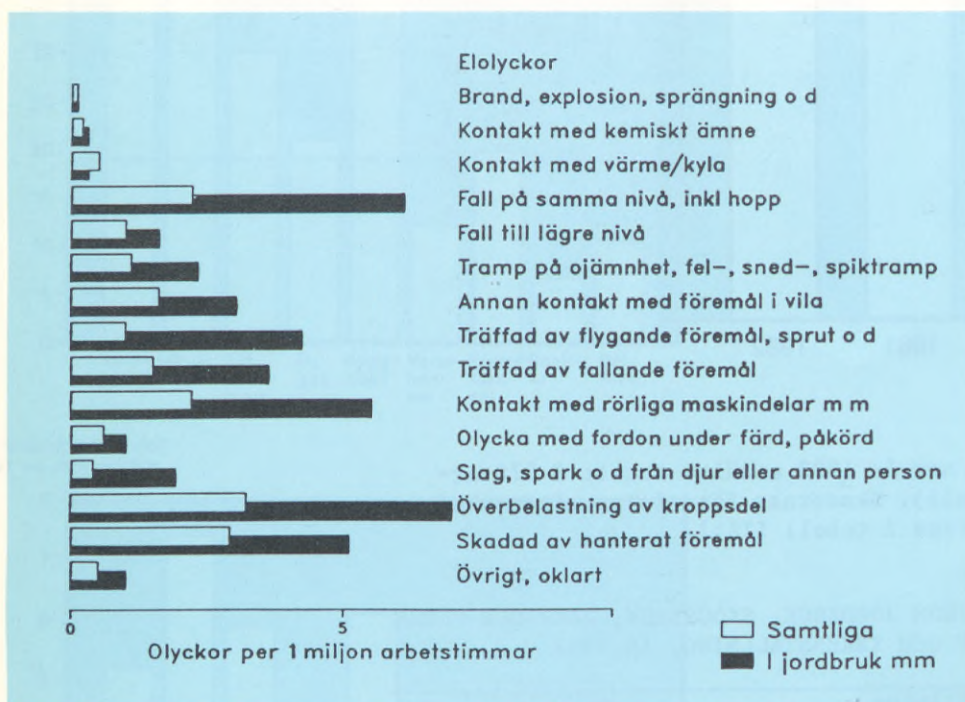 Elolyckor
Brand, explosion, sprängning o d
Kontakt med kemiskt ämne
Kontakt med värme/kyla
Fall på samma nivå, inkl hopp
Fall till lägre nivå
Tramp på ojämnhet, fel-, sned-, spiktramp
Annan kontakt med föremål i vila
Träffad av flygande föremål, sprut o d
Träffad av fallande föremål
Kontakt med rörliga maskindelar m m
Olycka med fordon under färd, påkörd
Slag, spark o d från djur eller annan person
Överbelastning av kroppsdel
Skadad av hanterat föremål
Övrigt, oklart
0 5
Olyckor per 1 miljon arbetstimmar
Samtliga
I jordbruk mm